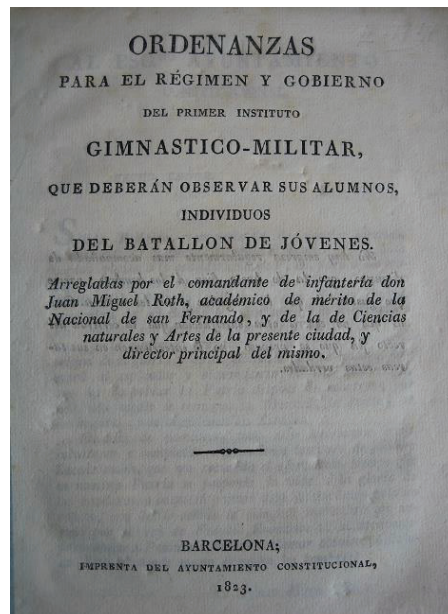 ORDENANZAS
PARA EL RÉGIMEN Y GOBIERNO
DEL PRIMER INSTITUTO
GIMNASTICO-MILITAR,
QUE DEBERÁN OBSERVAR SUS ALUMNOS,
INDIVIDUOS
DEL BATALLON DE JÓVENES.
Arregladas por el comandante de infantería don
Juan Miguel Roth, académico de mérito de la
Nacional de san Fernando, y de la de Ciencias
naturales y Artes de la presente ciudad, y
director principal del mismo.
BARCELONA;
IMPRENTA DEL AYUNTAMIENTO CONSTITUCIONAL,
1823.